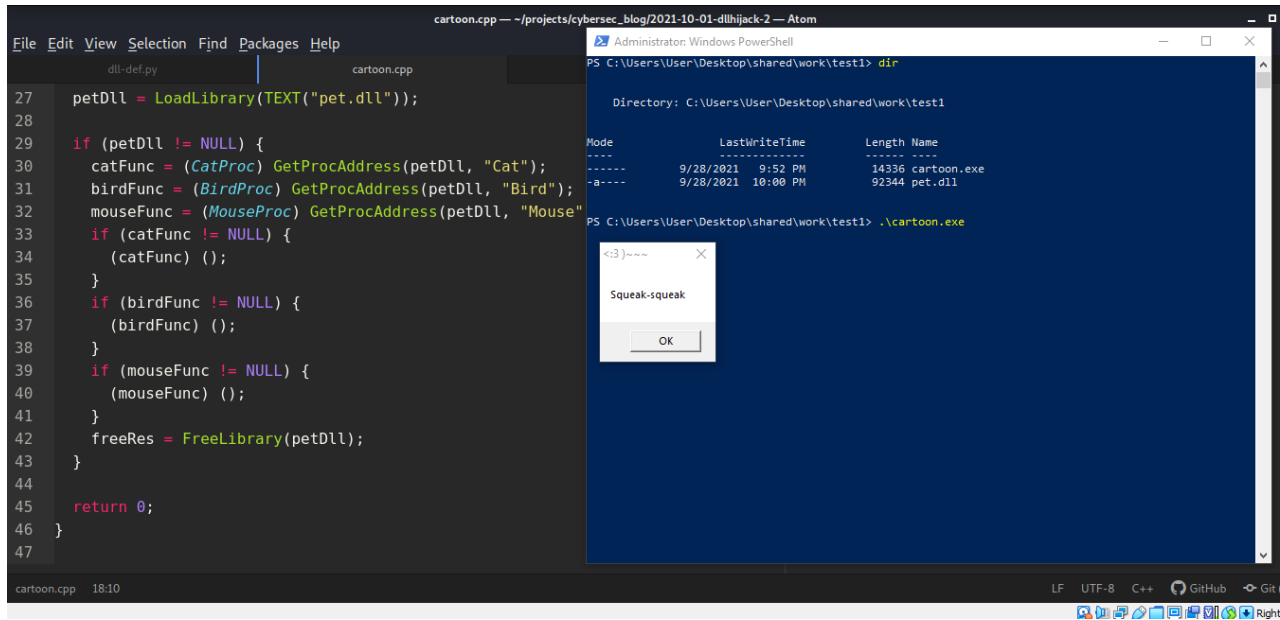 cartoon.cpp — ~/projects/cybersec_blog/2021-10-01-dllhijack-2 — Atom
File Edit View Selection Find Packages Help
dll-def.py
cartoon.cpp
27 petDll = LoadLibrary(TEXT("pet.dll"));
28
29 if (petDll != NULL) {
30 catFunc = (CatProc) GetProcAddress(petDll, "Cat");
31 birdFunc = (BirdProc) GetProcAddress(petDll, "Bird");
32 mouseFunc = (MouseProc) GetProcAddress(petDll, "Mouse"
33 if (catFunc != NULL) {
34 (catFunc) ();
35 }
36 if (birdFunc != NULL) {
37 (birdFunc) ();
38 }
39 if (mouseFunc != NULL) {
40 (mouseFunc) ();
41 }
42 freeRes = FreeLibrary(petDll);
43 }
44
45 return 0;
46 }
47
Administrator: Windows PowerShell
PS C:\Users\User\Desktop\shared\work\test1> dir
Directory: C:\Users\User\Desktop\shared\work\test1
Mode LastWriteTime Length Name
---- ------------- ------ ----
------ 9/28/2021 9:52 PM 14336 cartoon.exe
-a---- 9/28/2021 10:00 PM 92344 pet.dll
PS C:\Users\User\Desktop\shared\work\test1> .\cartoon.exe
<:3 )~~~
Squeak-squeak
OK
cartoon.cpp 18:10
LF UTF-8 C++ GitHub Git
Right